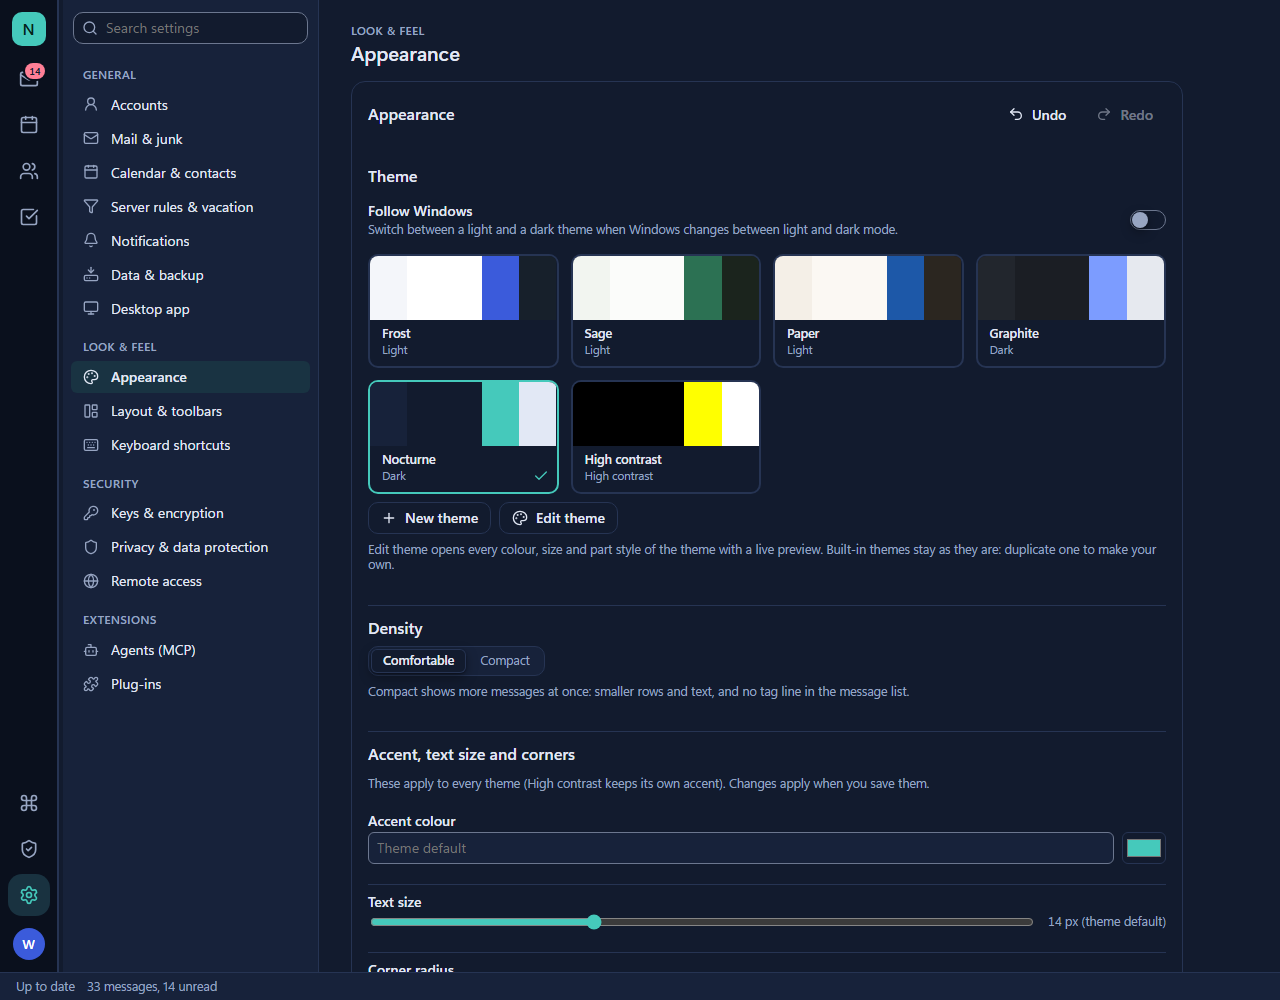 N
14
W
Search settings
GENERAL
Accounts
Mail & junk
Calendar & contacts
Server rules & vacation
Notifications
Data & backup
Desktop app
LOOK & FEEL
Appearance
Layout & toolbars
Keyboard shortcuts
SECURITY
Keys & encryption
Privacy & data protection
Remote access
EXTENSIONS
Agents (MCP)
Plug-ins
LOOK & FEEL
Appearance
Appearance
Undo
Redo
Theme
Follow Windows
Switch between a light and a dark theme when Windows changes between light and dark mode.
Frost
Light
Sage
Light
Paper
Light
Graphite
Dark
Nocturne
Dark
High contrast
High contrast
New theme
Edit theme
Edit theme opens every colour, size and part style of the theme with a live preview. Built-in themes stay as they are: duplicate one to make your
own.
Density
Comfortable
Compact
Compact shows more messages at once: smaller rows and text, and no tag line in the message list.
Accent, text size and corners
These apply to every theme (High contrast keeps its own accent). Changes apply when you save them.
Accent colour
Theme default
Text size
14 px (theme default)
Corner radius
Up to date
33 messages, 14 unread